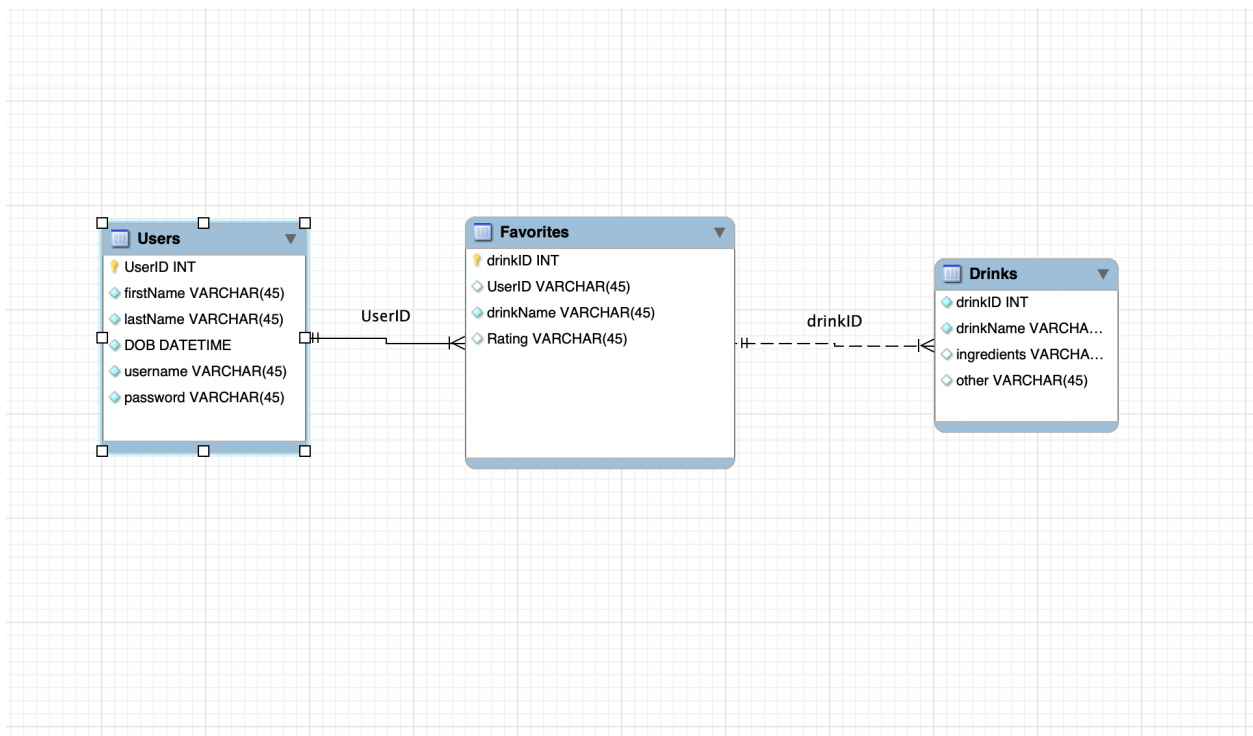 Users
UserID INT
firstName VARCHAR(45)
lastName VARCHAR(45)
DOB DATETIME
username VARCHAR(45)
password VARCHAR(45)
UserID
Favorites
drinkID INT
UserID VARCHAR(45)
drinkName VARCHAR(45)
Rating VARCHAR(45)
drinkID
Drinks
drinkID INT
drinkName VARCHA...
ingredients VARCHA...
other VARCHAR(45)